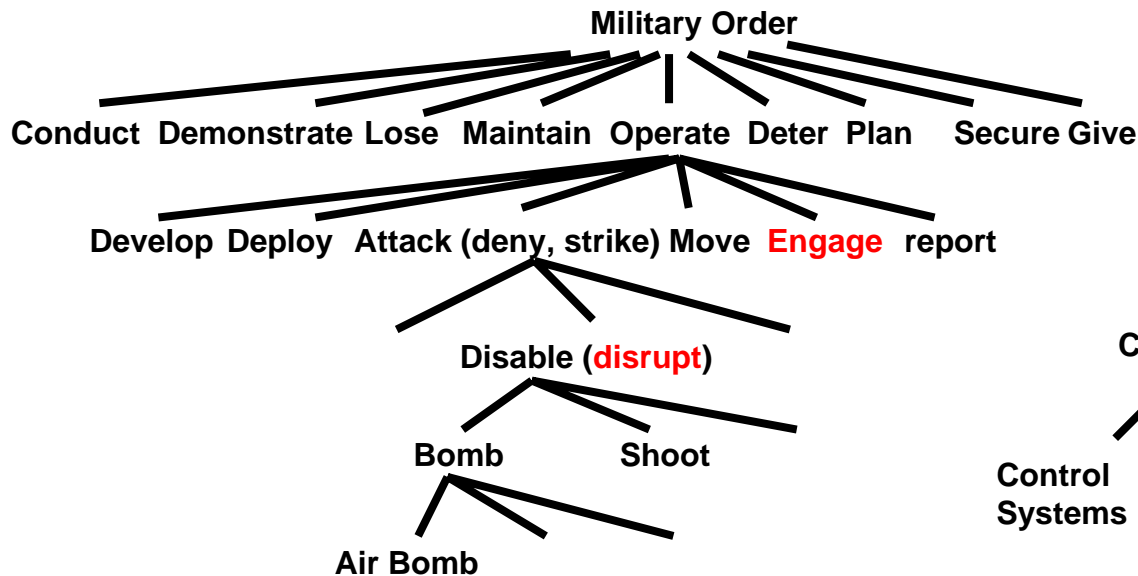 Military Order
Conduct Demonstrate Lose Maintain Operate Deter Plan Secure Give
Develop Deploy Attack (deny, strike) Move Engage report
Disable (disrupt)
C
Bomb Shoot
Control
Systems
Air Bomb